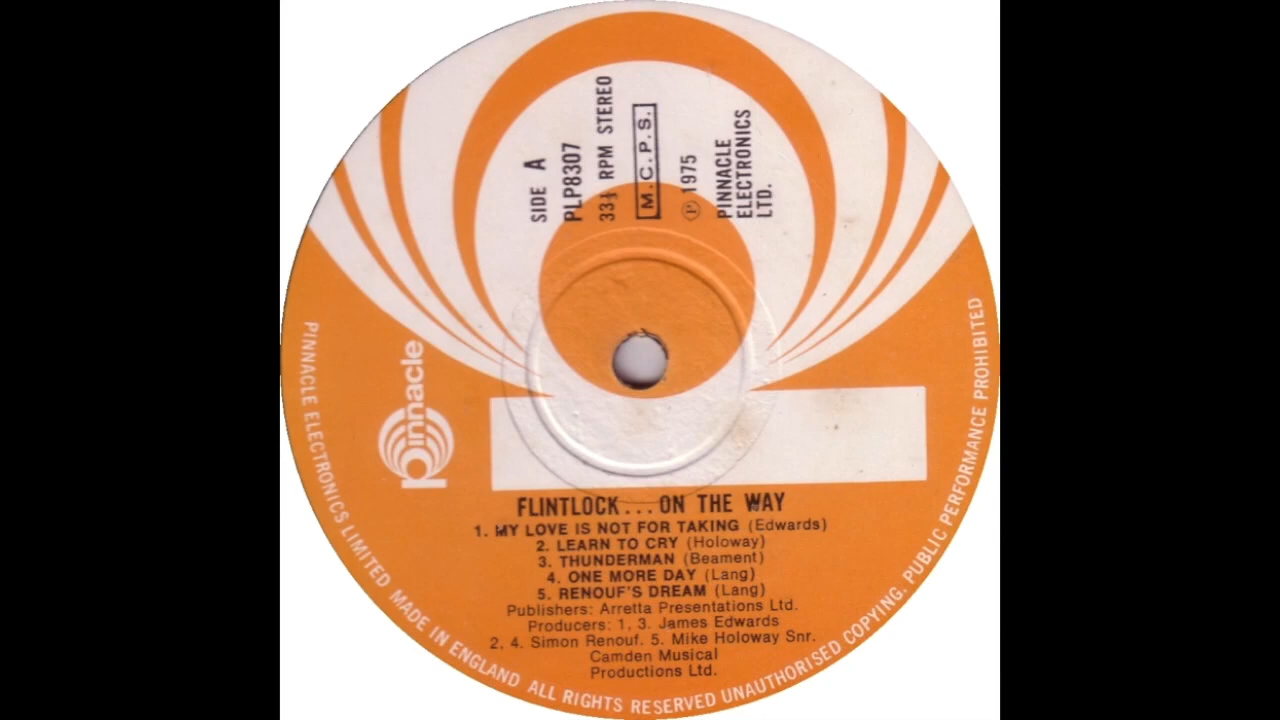 SIDE A
PLP8307
33⅓ RPM STEREO
M.C.P.S.
Ⓟ 1975
PINNACLE
ELECTRONICS
LTD.
pinnacle
FLINTLOCK...ON THE WAY
1. MY LOVE IS NOT FOR TAKING (Edwards)
2. LEARN TO CRY (Holoway)
3. THUNDERMAN (Beament)
4. ONE MORE DAY (Lang)
5. RENOUF'S DREAM (Lang)
Publishers: Arretta Presentations Ltd.
Producers: 1, 3. James Edwards
2, 4. Simon Renouf. 5. Mike Holoway Snr.
Camden Musical
Productions Ltd.
PINNACLE ELECTRONICS LIMITED MADE IN ENGLAND ALL RIGHTS RESERVED UNAUTHORISED COPYING. PUBLIC PERFORMANCE PROHIBITED